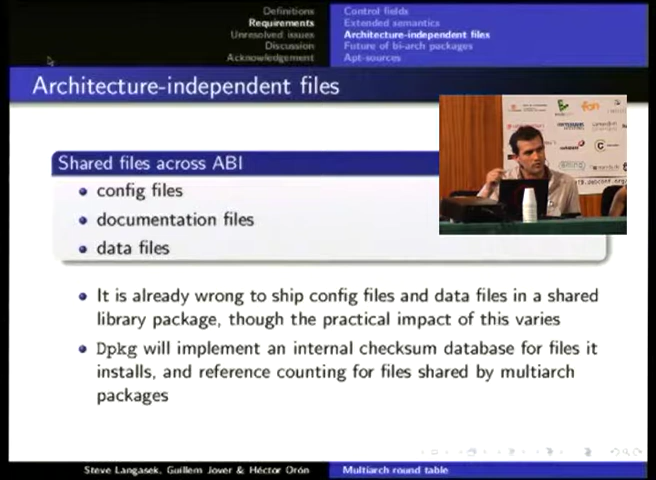 Definitions
Requirements
Unresolved issues
Discussion
Acknowledgement
Control fields
Extended semantics
Architecture-independent files
Future of bi-arch packages
Apt-sources
Architecture-independent files
Shared files across ABI
config files
documentation files
data files
It is already wrong to ship config files and data files in a shared
library package, though the practical impact of this varies
Dpkg will implement an internal checksum database for files it
installs, and reference counting for files shared by multiarch
packages
Steve Langasek, Guillem Jover & Héctor Orón
Multiarch round table